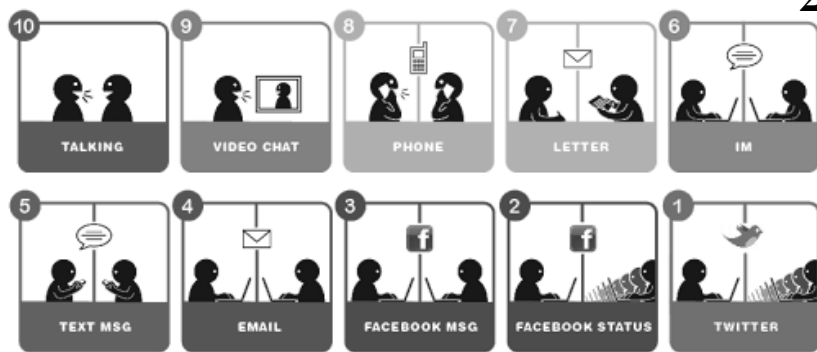 10 9 8 7 6
TALKING VIDEO CHAT PHONE LETTER IM
5 4 3 2 1
TEXT MSG EMAIL FACEBOOK MSG FACEBOOK STATUS TWITTER